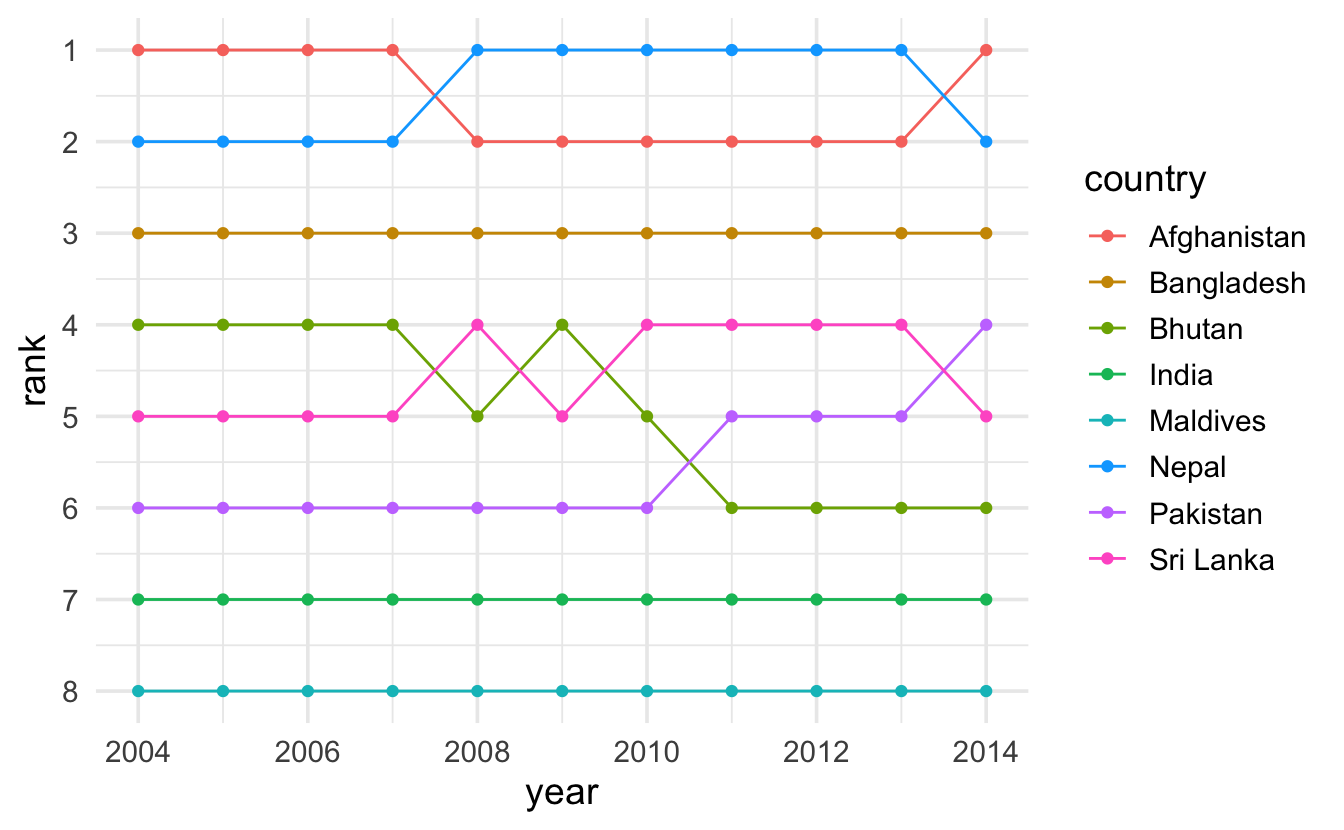 1
2
3
4
5
6
7
8
rank
2004 2006 2008 2010 2012 2014
year
country
Afghanistan
Bangladesh
Bhutan
India
Maldives
Nepal
Pakistan
Sri Lanka